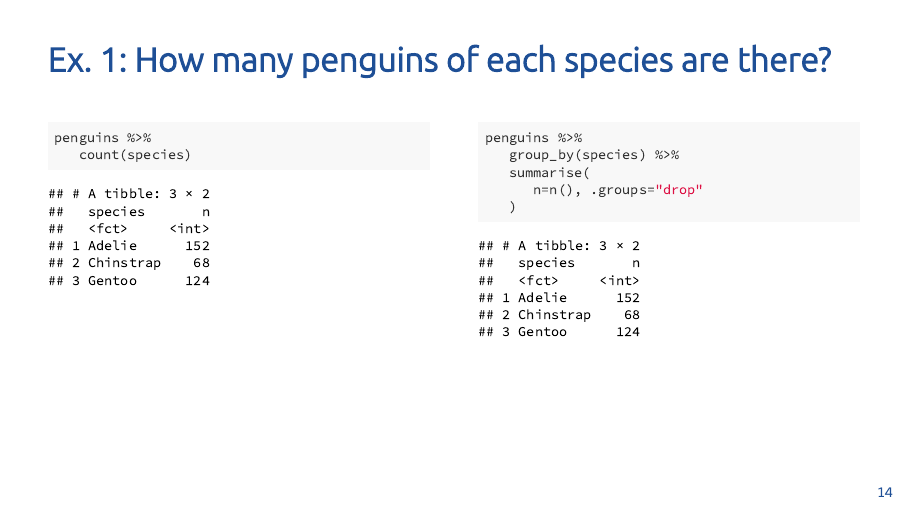 Ex. 1: How many penguins of each species are there?
penguins %>%
   count(species)
## # A tibble: 3 × 2
##   species       n
##   <fct>     <int>
## 1 Adelie      152
## 2 Chinstrap    68
## 3 Gentoo      124
penguins %>%
   group_by(species) %>%
   summarise(
      n=n(), .groups="drop"
   )
## # A tibble: 3 × 2
##   species       n
##   <fct>     <int>
## 1 Adelie      152
## 2 Chinstrap    68
## 3 Gentoo      124
14